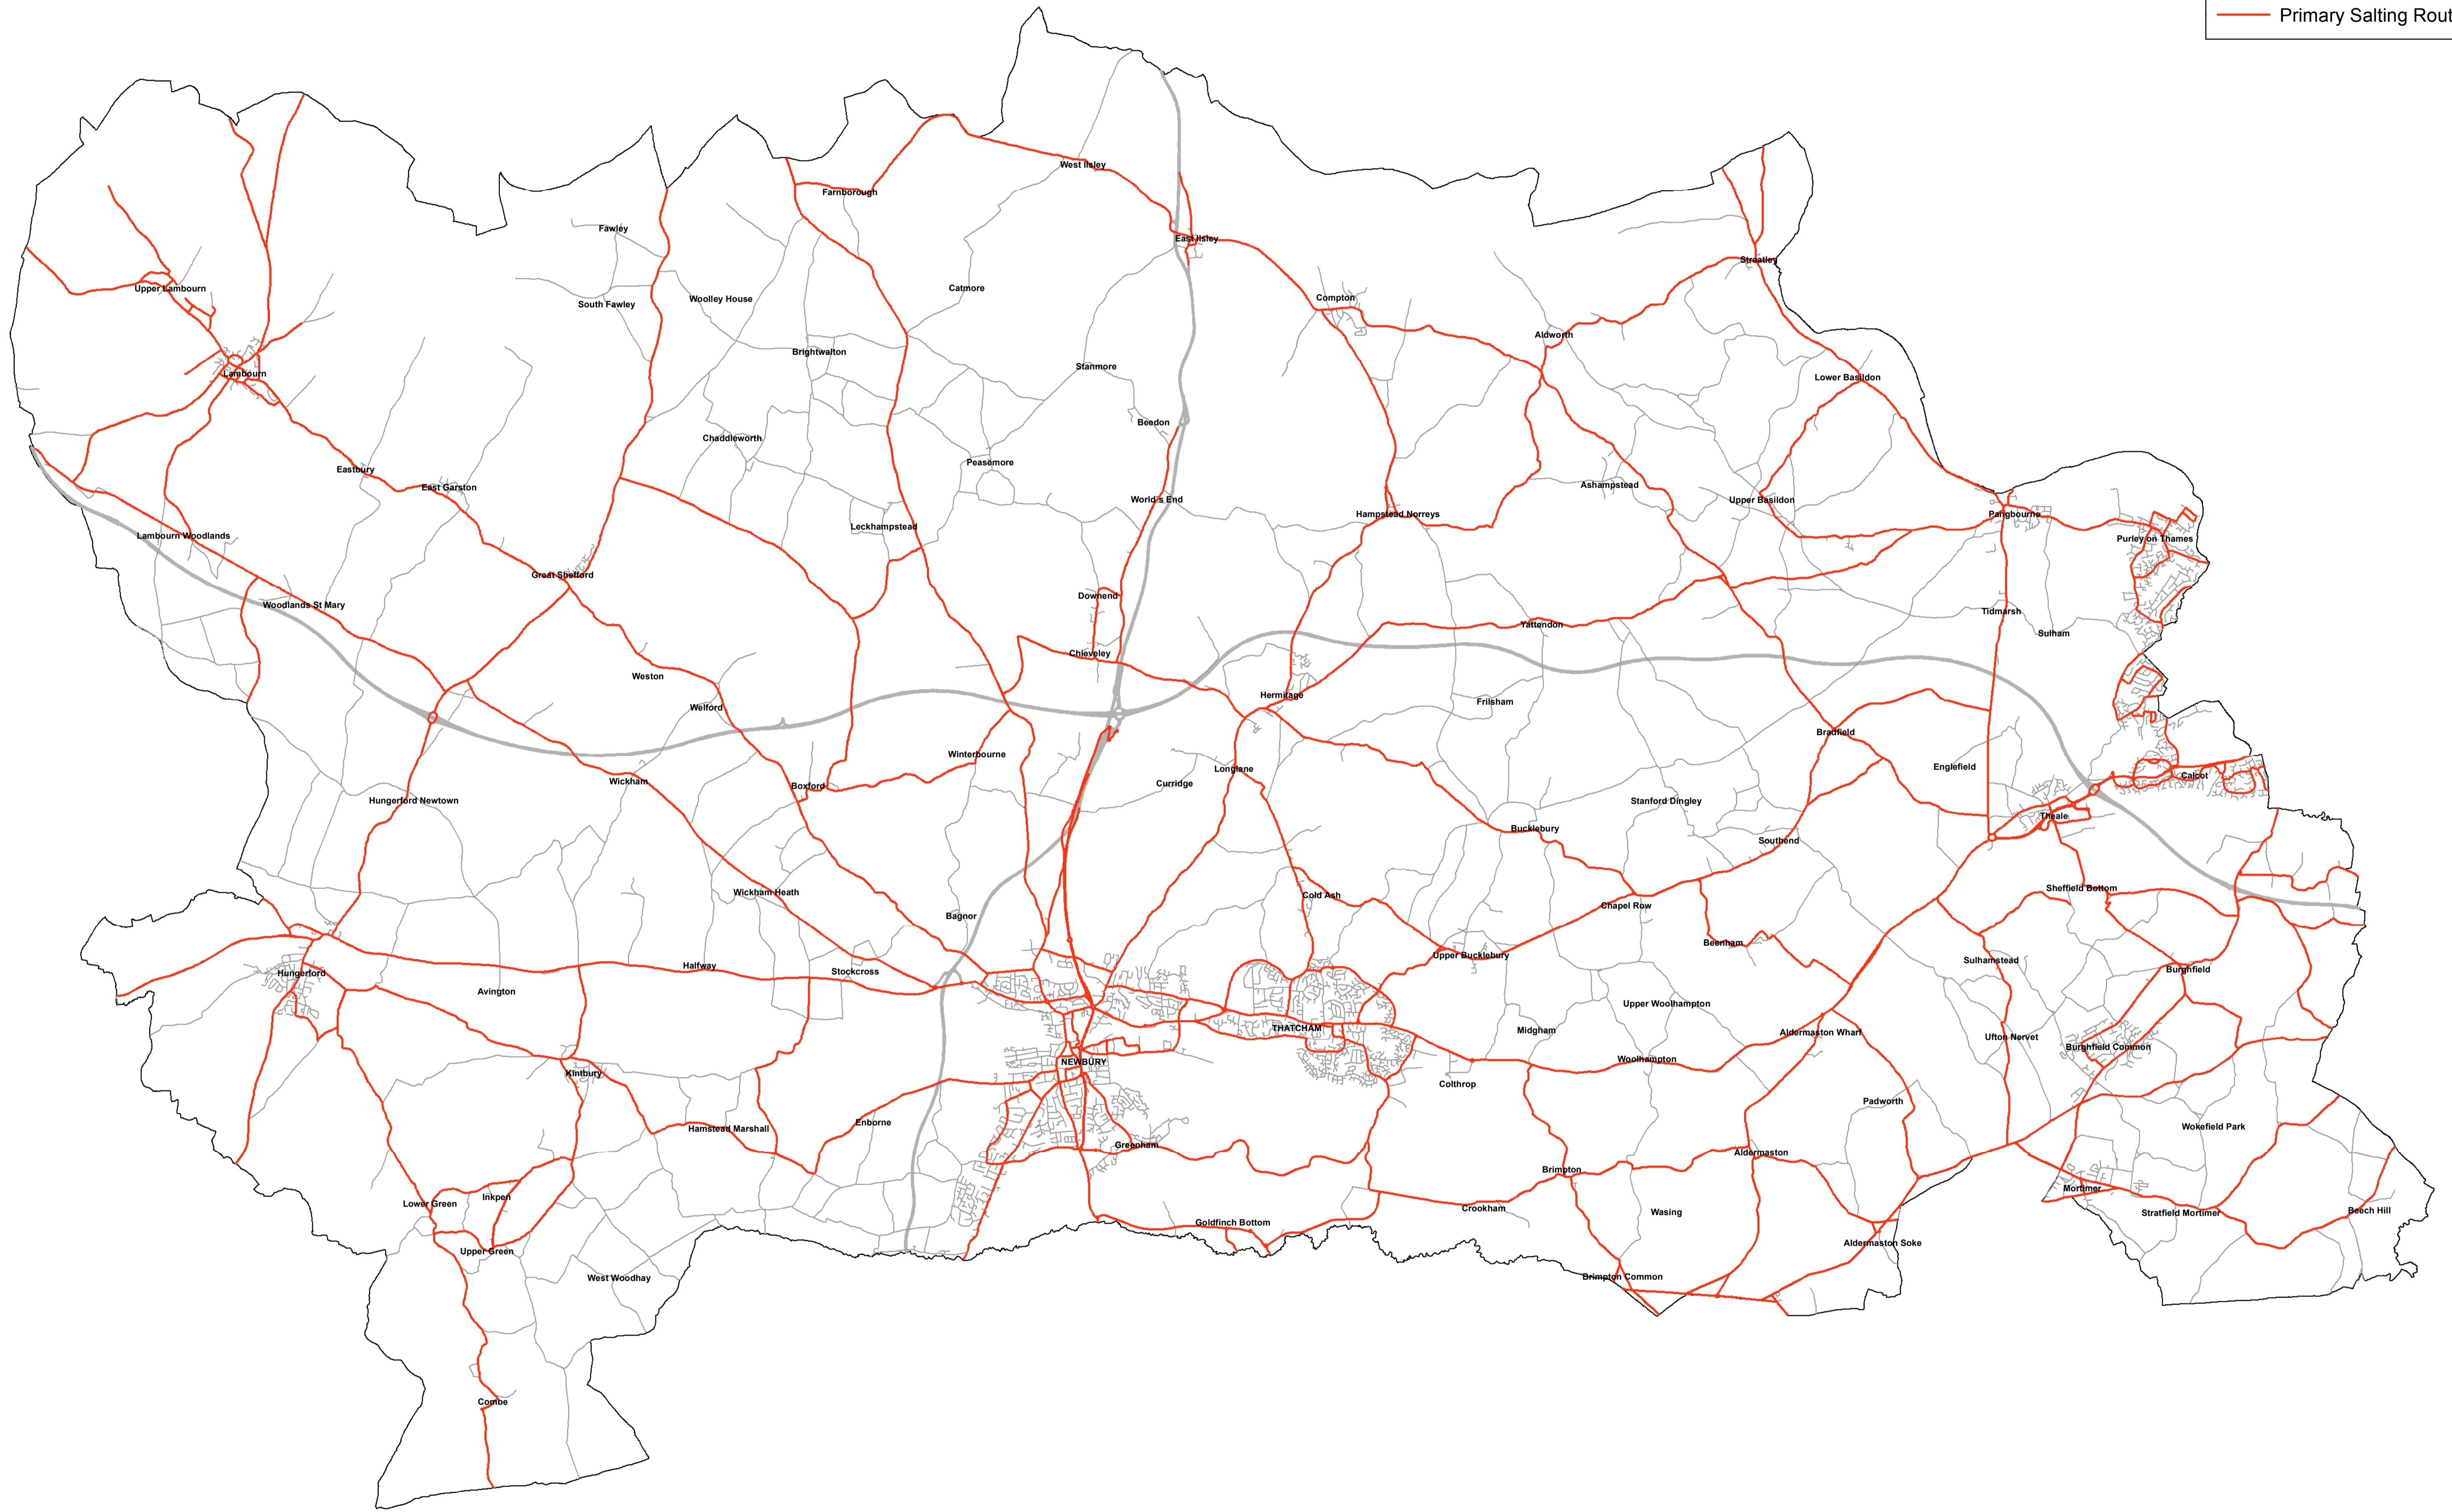 Primary Salting Rout
West Ilsley
Farnborough
Fawley
East Ilsley
Streatley
Upper Lambourn
Catmore
Woolley House
Compton
South Fawley
Aldworth
Brightwalton
Stanmore
Lambourn
Lower Basildon
Beedon
Chaddleworth
Peasemore
Eastbury
East Garston
Ashampstead
World's End
Upper Basildon
Hampstead Norreys
Pangbourne
Leckhampstead
Lambourn Woodlands
Purley on Thames
Great Shefford
Downend
Woodlands St Mary
Tidmarsh
Yattendon
Sulham
Chieveley
Weston
Hermitage
Frilsham
Welford
Bradfield
Winterbourne
Englefield
Longlane
Calcot
Wickham
Curridge
Boxford
Hungerford Newtown
Stanford Dingley
Theale
Bucklebury
Southend
Sheffield Bottom
Wickham Heath
Cold Ash
Chapel Row
Bagnor
Beenham
Upper Bucklebury
Sulhamstead
Halfway
Burghfield
Stockcross
Hungerford
Avington
Upper Woolhampton
THATCHAM
Midgham
Aldermaston Wharf
Ufton Nervet
Burghfield Common
Woolhampton
NEWBURY
Kintbury
Colthrop
Padworth
Enborne
Wokefield Park
Hamstead Marshall
Greenham
Aldermaston
Brimpton
Mortimer
Inkpen
Lower Green
Crookham
Beech Hill
Wasing
Stratfield Mortimer
Goldfinch Bottom
Aldermaston Soke
Upper Green
Brimpton Common
West Woodhay
Combe